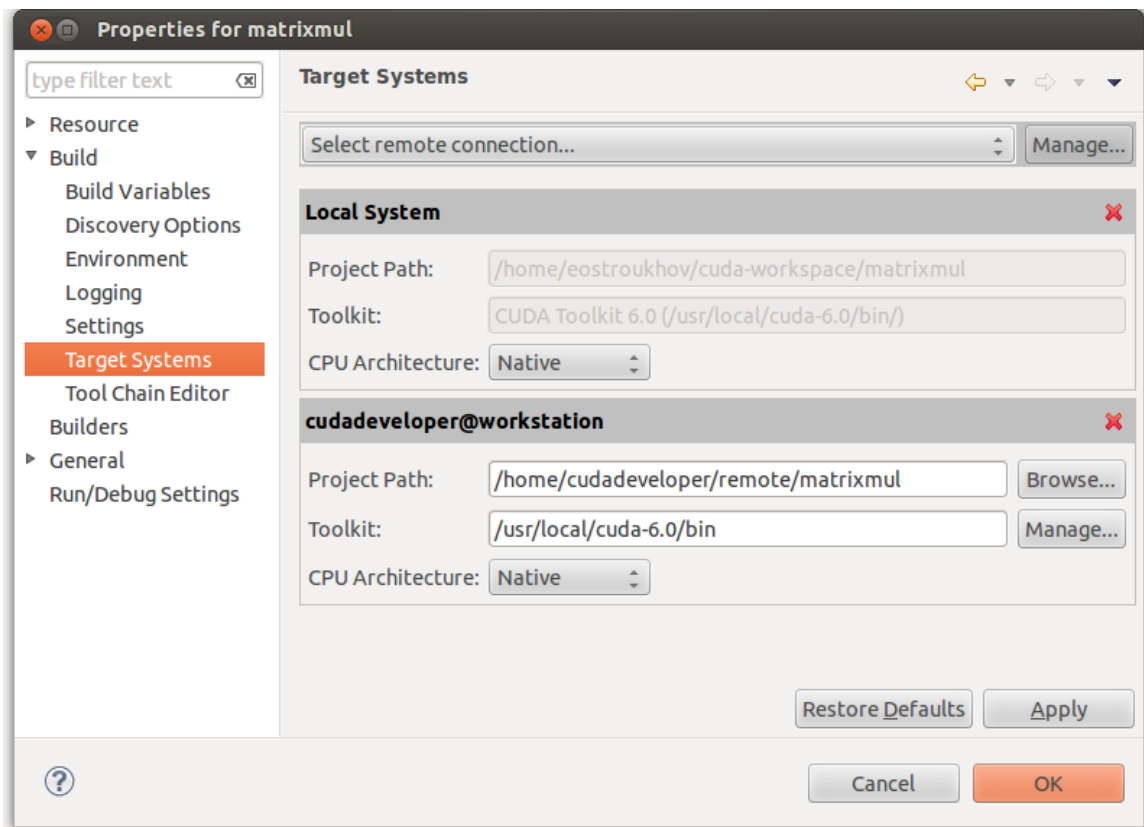 Properties for matrixmul
type filter text
Resource
Build
Build Variables
Discovery Options
Environment
Logging
Settings
Target Systems
Tool Chain Editor
Builders
General
Run/Debug Settings
Target Systems
Select remote connection... Manage...
Local System
Project Path: /home/eostroukhov/cuda-workspace/matrixmul
Toolkit: CUDA Toolkit 6.0 (/usr/local/cuda-6.0/bin/)
CPU Architecture: Native
cudadeveloper@workstation
Project Path: /home/cudadeveloper/remote/matrixmul Browse...
Toolkit: /usr/local/cuda-6.0/bin Manage...
CPU Architecture: Native
Restore Defaults Apply
? Cancel OK